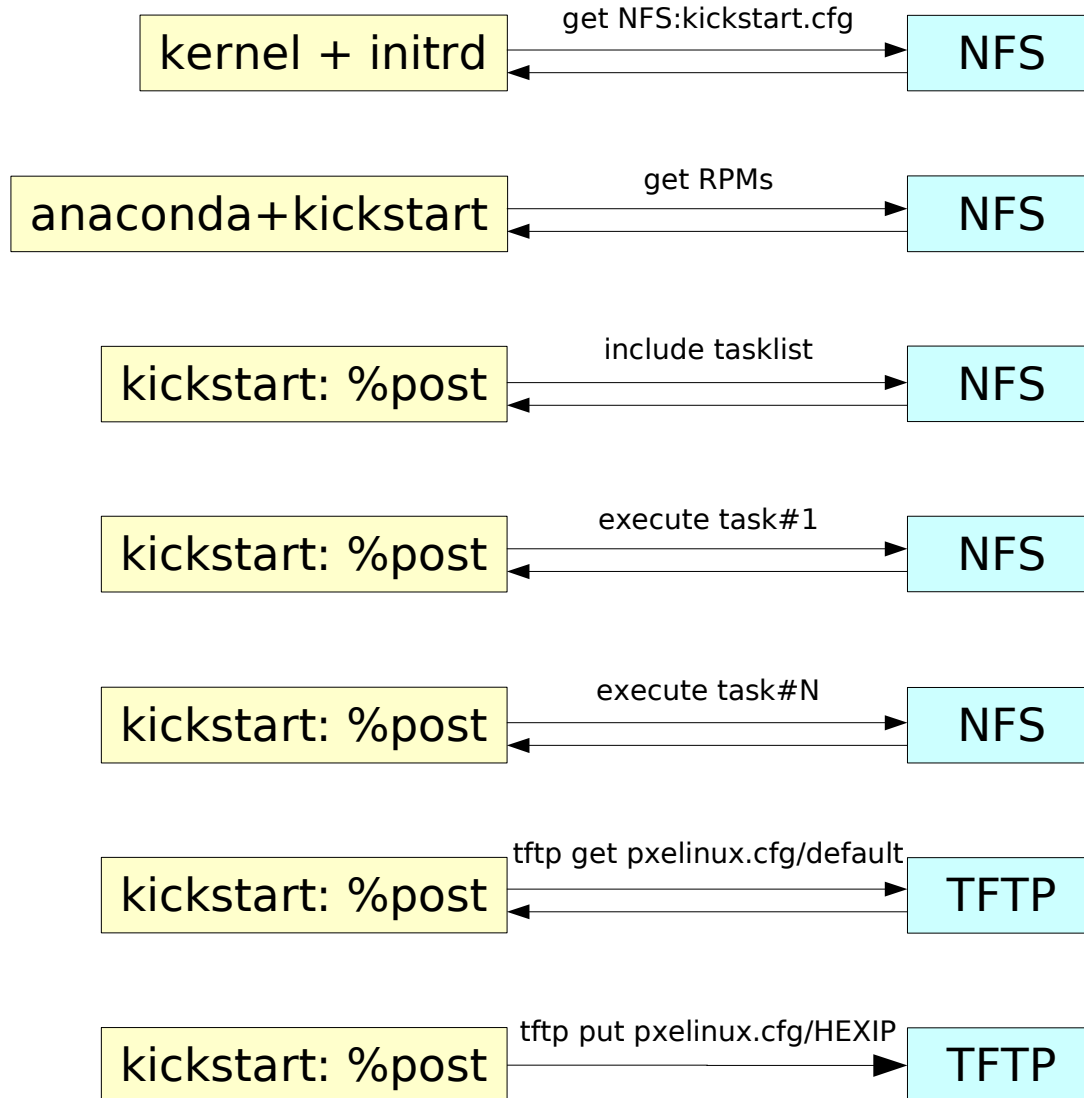 get NFS:kickstart.cfg
kernel + initrd
NFS
get RPMs
anaconda+kickstart
NFS
include tasklist
kickstart: %post
NFS
execute task#1
kickstart: %post
NFS
execute task#N
kickstart: %post
NFS
tftp get pxelinux.cfg/default
kickstart: %post
TFTP
tftp put pxelinux.cfg/HEXIP
kickstart: %post
TFTP